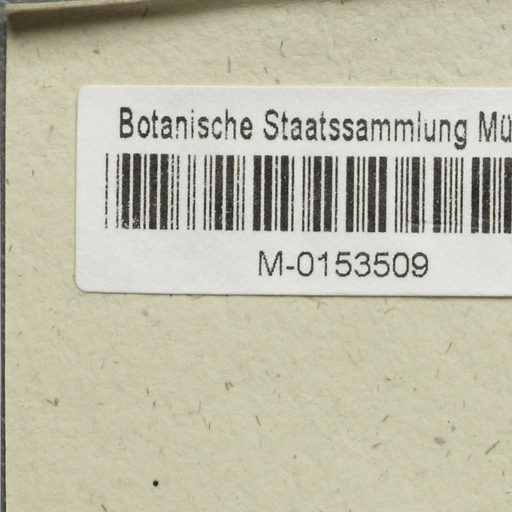 Botanische Staatssammlung Mü
M-0153509